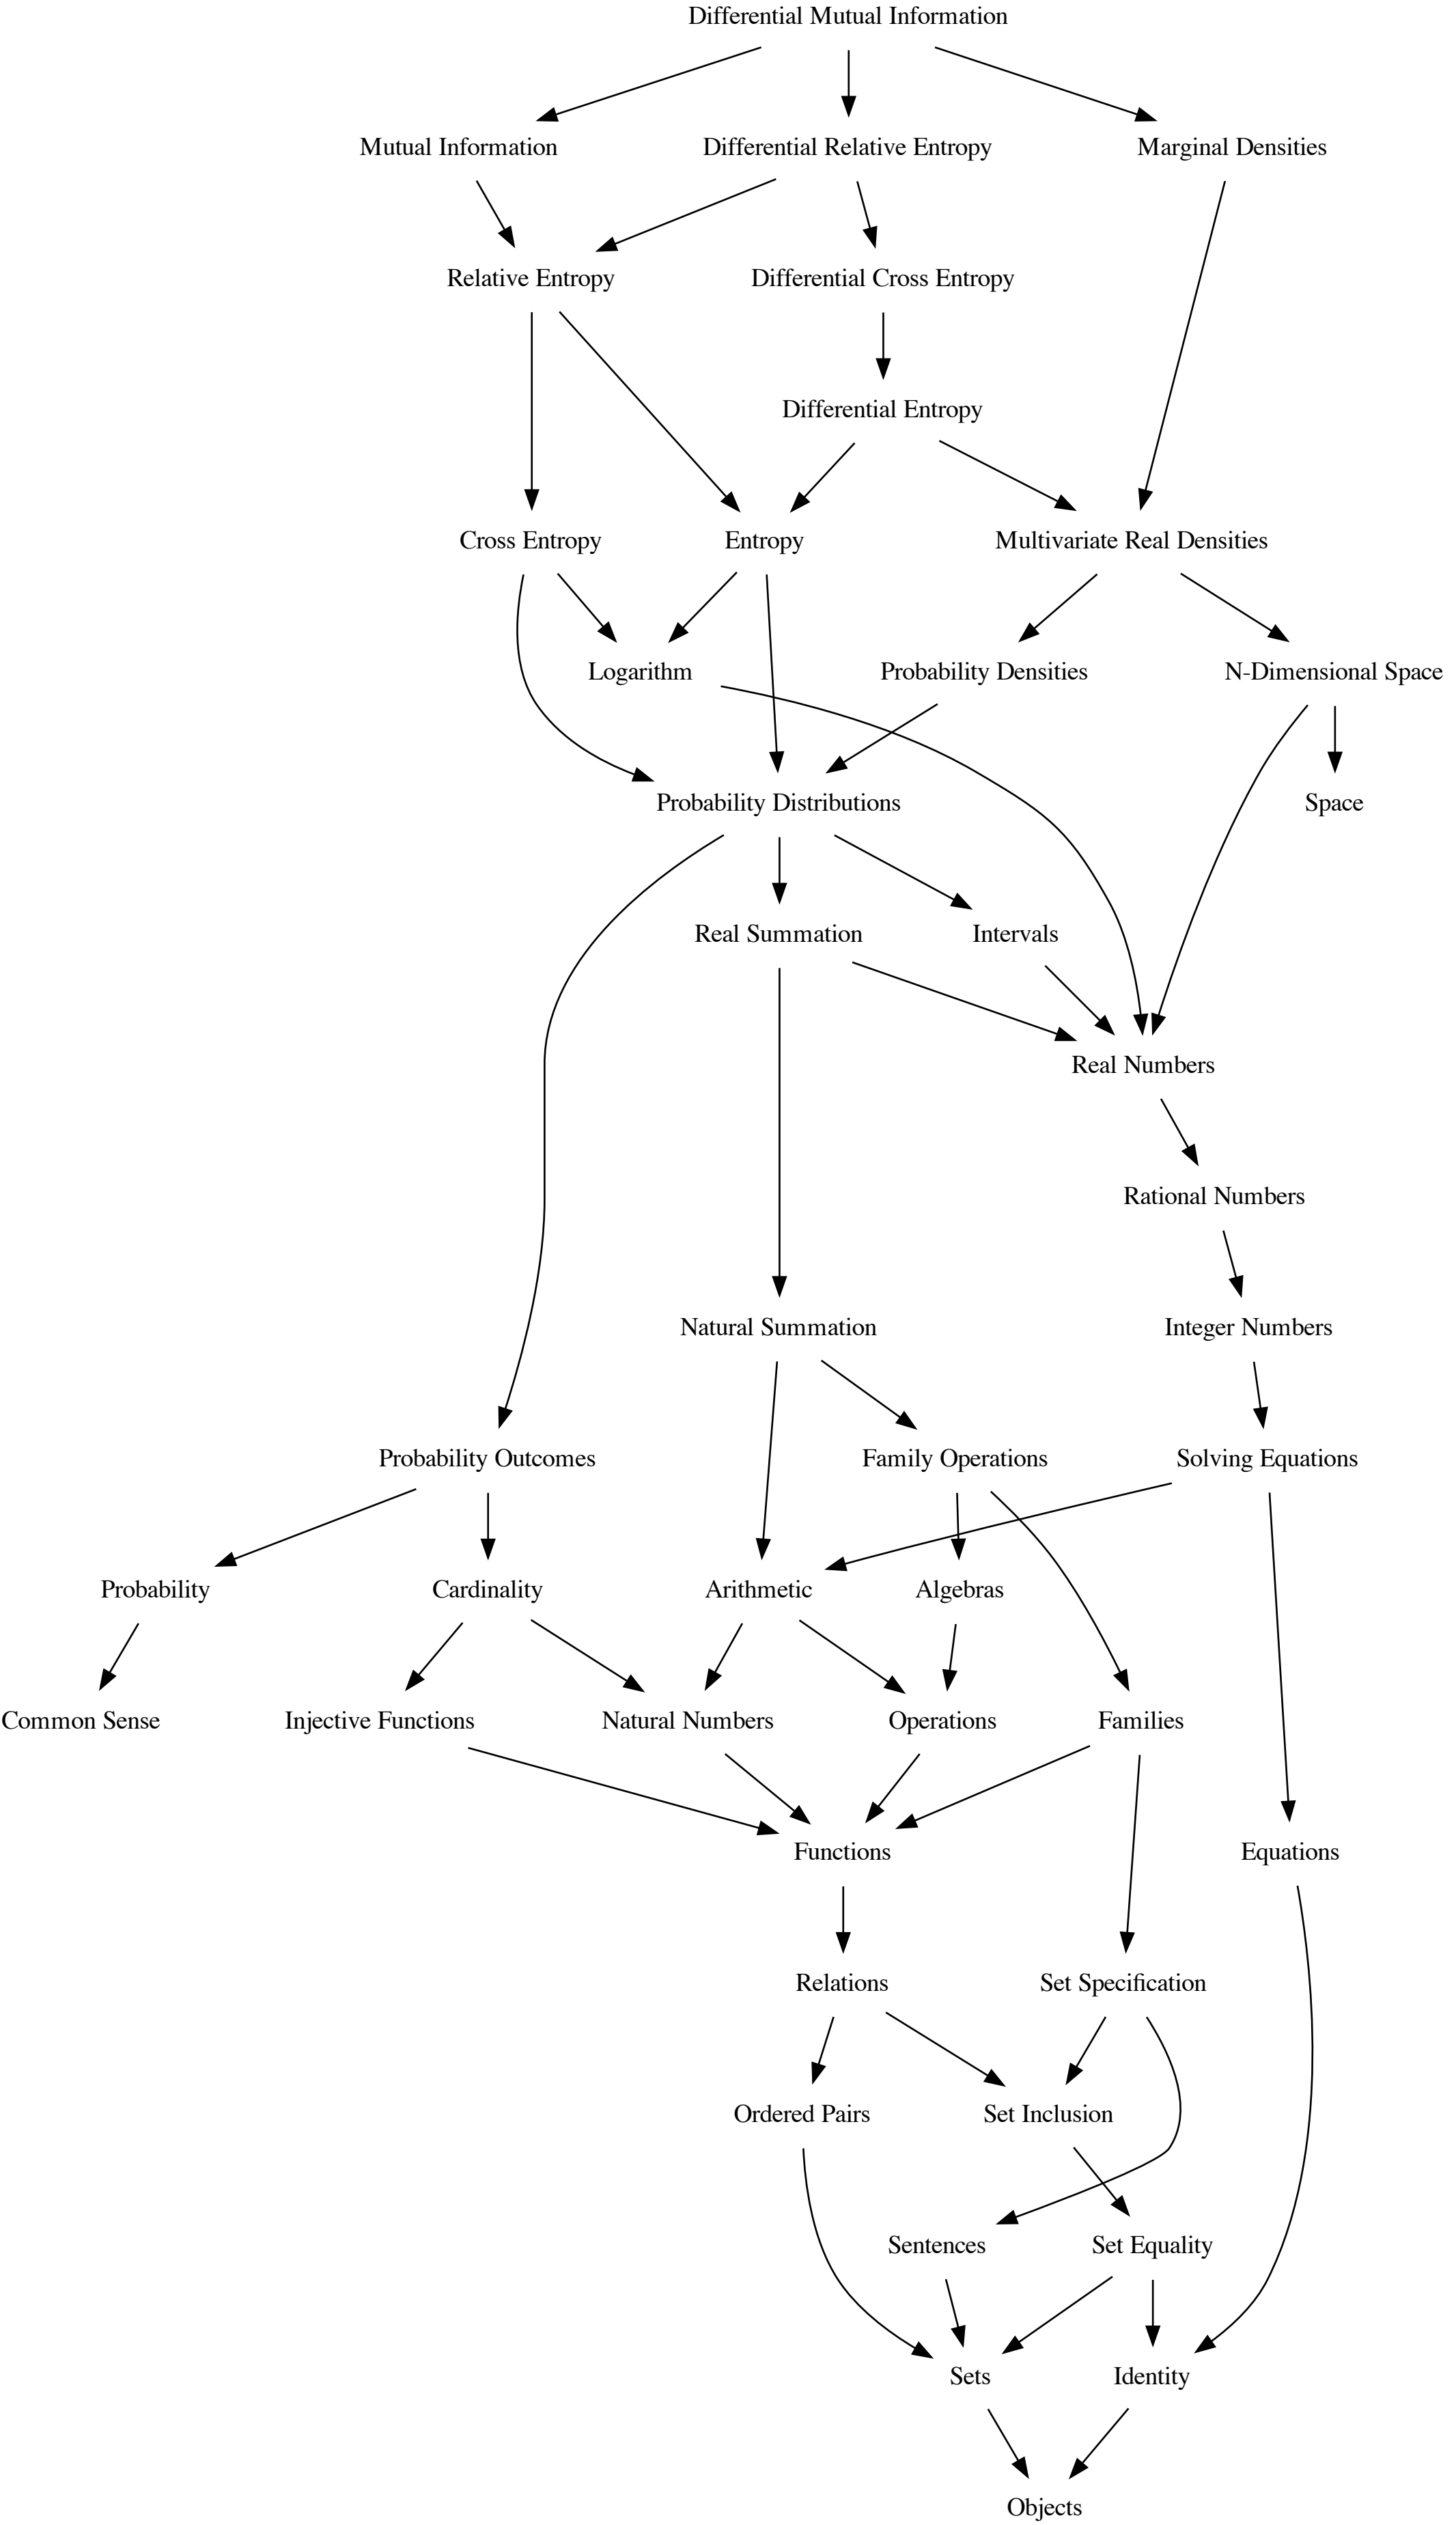 Differential Mutual Information
Mutual Information
Differential Relative Entropy
Marginal Densities
Relative Entropy
Differential Cross Entropy
Differential Entropy
Cross Entropy
Entropy
Multivariate Real Densities
Logarithm
Probability Densities
N-Dimensional Space
Probability Distributions
Space
Real Summation
Intervals
Real Numbers
Rational Numbers
Natural Summation
Integer Numbers
Probability Outcomes
Family Operations
Solving Equations
Probability
Cardinality
Arithmetic
Algebras
Common Sense
Injective Functions
Natural Numbers
Operations
Families
Functions
Equations
Relations
Set Specification
Ordered Pairs
Set Inclusion
Sentences
Set Equality
Sets
Identity
Objects